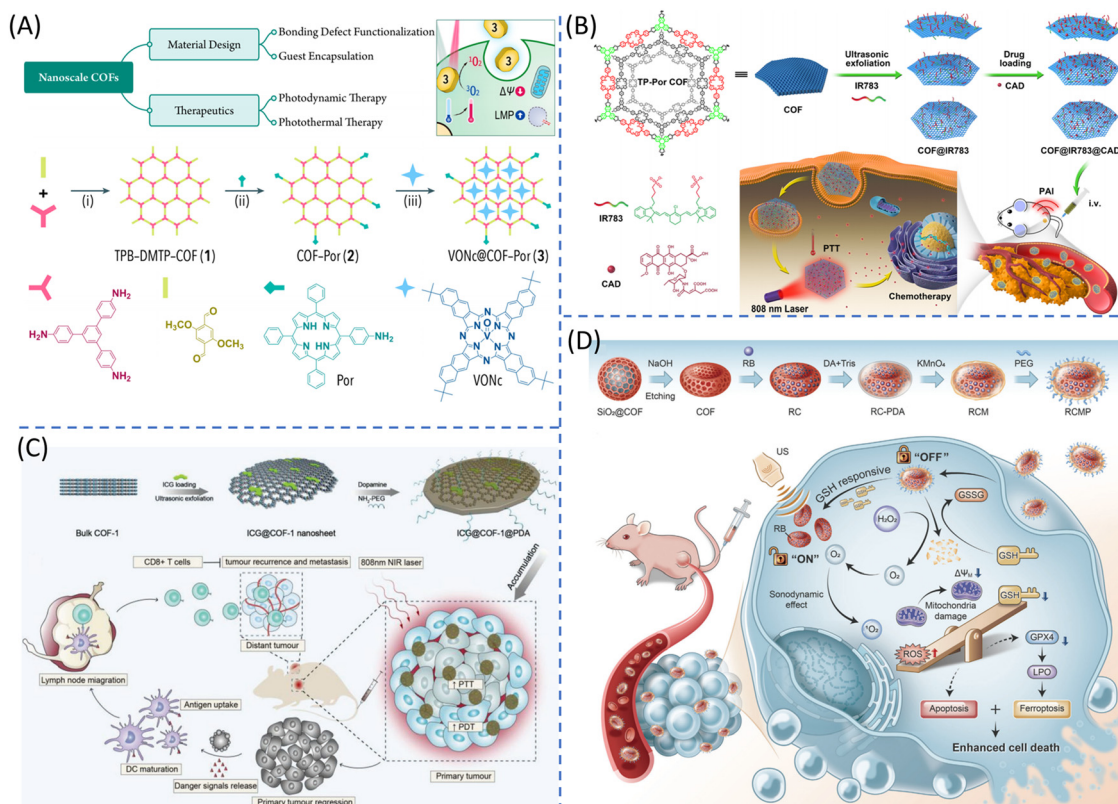 (A)
Nanoscale COFs
Material Design
Bonding Defect Functionalization
Guest Encapsulation
Therapeutics
Photodynamic Therapy
Photothermal Therapy
3
3
3
¹O₂
³O₂
ΔΨ
LMP
+
(i)
(ii)
(iii)
TPB–DMTP–COF (1)
COF–Por (2)
VONc@COF–Por (3)
NH₂
H₂N
NH₂
O
OCH₃
H₃CO
O
NH
N
N
HN
NH₂
Por
t-Bu
t-Bu
N
N
N
N
O
V
N
N
N
N
t-Bu
t-Bu
VONc
(B)
TP-Por COF
COF
Ultrasonic
exfoliation
IR783
COF@IR783
Drug
loading
CAD
COF@IR783@CAD
IR783
CAD
PTT
808 nm Laser
Chemotherapy
PAI
i.v.
(C)
Bulk COF-1
ICG loading
Ultrasonic exfoliation
ICG@COF-1 nanosheet
Dopamine
NH₂-PEG
ICG@COF-1@PDA
Accumulation
CD8+ T cells
tumour recurrence and metastasis
808nm NIR laser
Distant tumour
Lymph node miagration
Antigen uptake
DC maturation
Danger signals release
Primary tumour regression
↑ PTT
↑ PDT
Primary tumour
(D)
SiO₂@COF
NaOH
Etching
COF
RB
RC
DA+Tris
RC-PDA
KMnO₄
RCM
PEG
RCMP
US
"OFF"
GSH responsive
RB
"ON"
H₂O₂
GSSG
GSH
O₂
O₂
Sonodynamic
effect
¹O₂
ΔΨM
Mitochondria
damage
GSH
ROS
GPX4
LPO
Apoptosis
+
Ferroptosis
Enhanced cell death